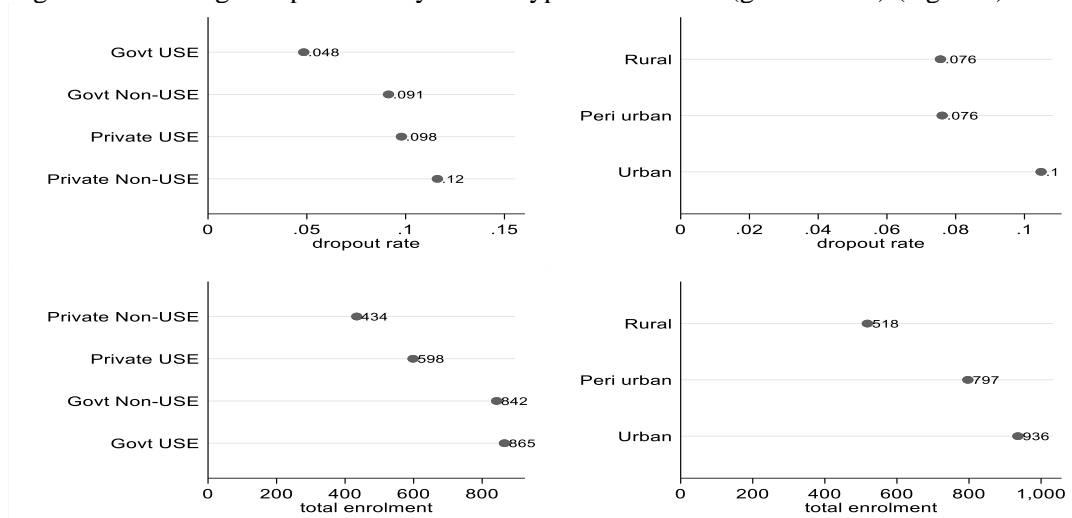 Govt USE .048
Govt Non-USE .091
Private USE .098
Private Non-USE .12
0 .05 .1 .15
dropout rate
Rural .076
Peri urban .076
Urban .1
0 .02 .04 .06 .08 .1
dropout rate
Private Non-USE 434
Private USE 598
Govt Non-USE 842
Govt USE 865
0 200 400 600 800
total enrolment
Rural 518
Peri urban 797
Urban 936
0 200 400 600 800 1,000
total enrolment